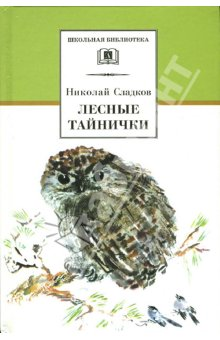 ШКОЛЬНАЯ БИБЛИОТЕКА
Николай Сладков
ЛЕСНЫЕ
ТАЙНИЧКИ